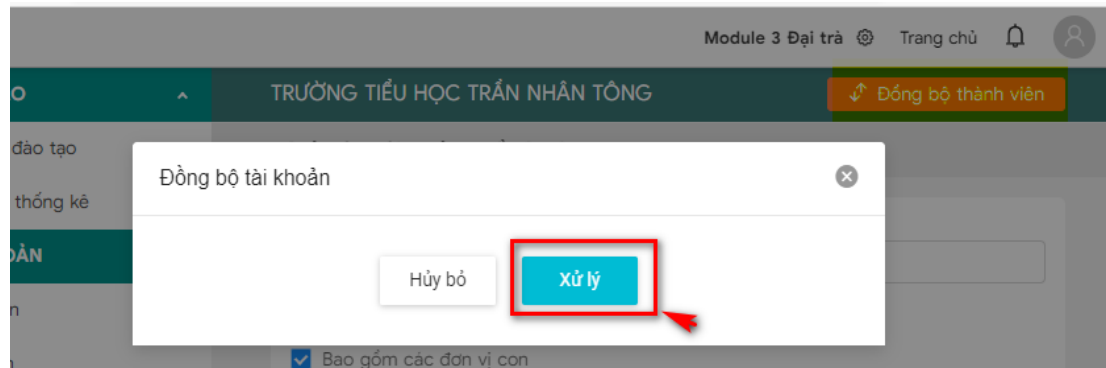 Module 3 Đại trà Trang chủ
TRƯỜNG TIỂU HỌC TRẦN NHÂN TÔNG Đồng bộ thành viên
đào tạo
thống kê
Đồng bộ tài khoản
Hủy bỏ Xử lý
Bao gồm các đơn vị con